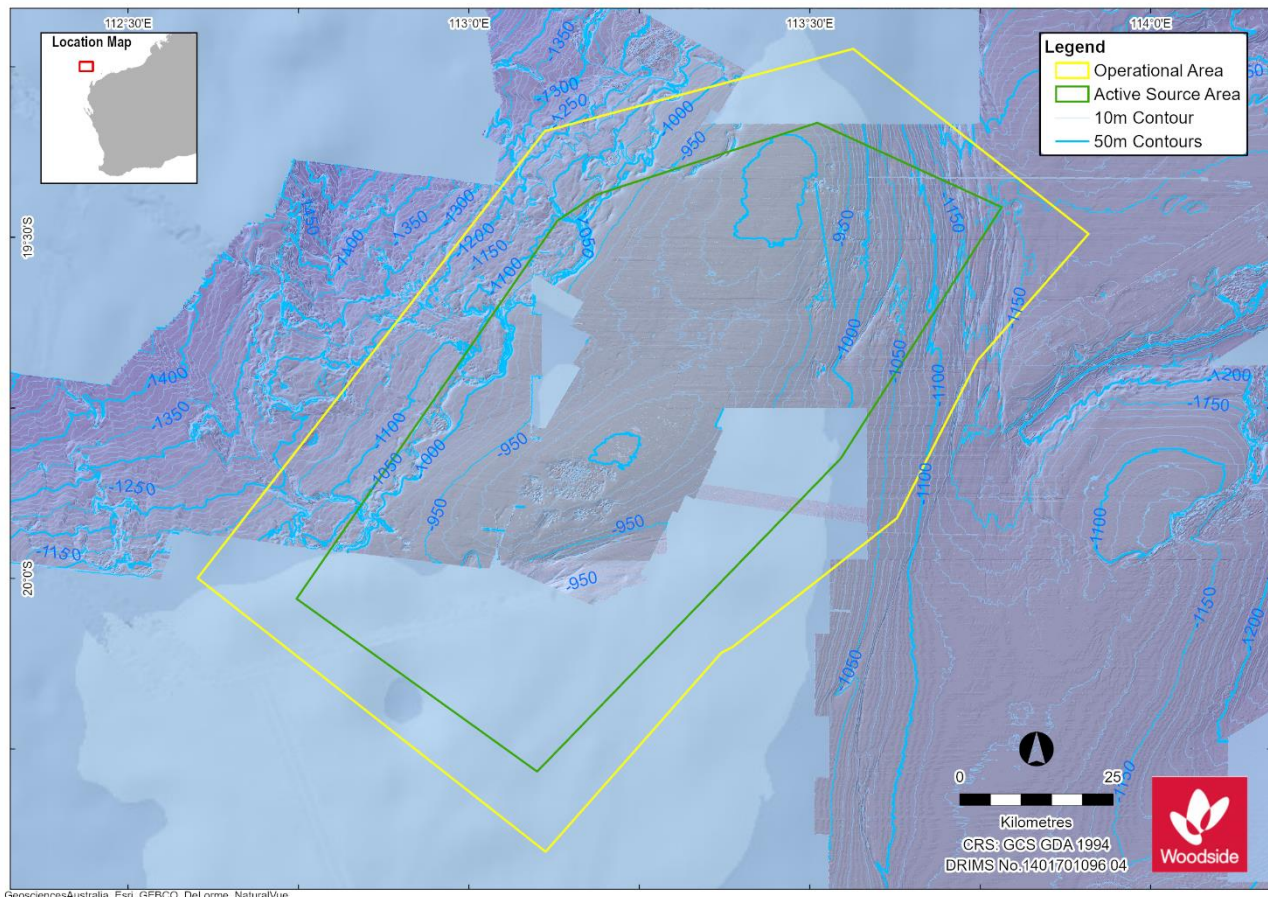 112°30'E
113°0'E
113°30'E
114°0'E
Location Map
Legend
Operational Area
Active Source Area
10m Contour
50m Contours
19°30'S
20°0'S
-1350
-1300
-1250
-1000
-950
-1450
-1400
-1350
-1300
-1200
-1150
-1100
-1050
-950
-1150
-1150
-1400
-1350
-1100
-1050
-1000
-950
-1000
-1050
-1100
-1200
-1150
-1250
-1150
-950
-950
-950
-1100
-1100
-1050
-1150
-1200
-1150
0
25
Kilometres
CRS: GCS GDA 1994
DRIMS No.1401701096 04
Woodside
GeosciencesAustralia, Esri, GEBCO, DeLorme, NaturalVue